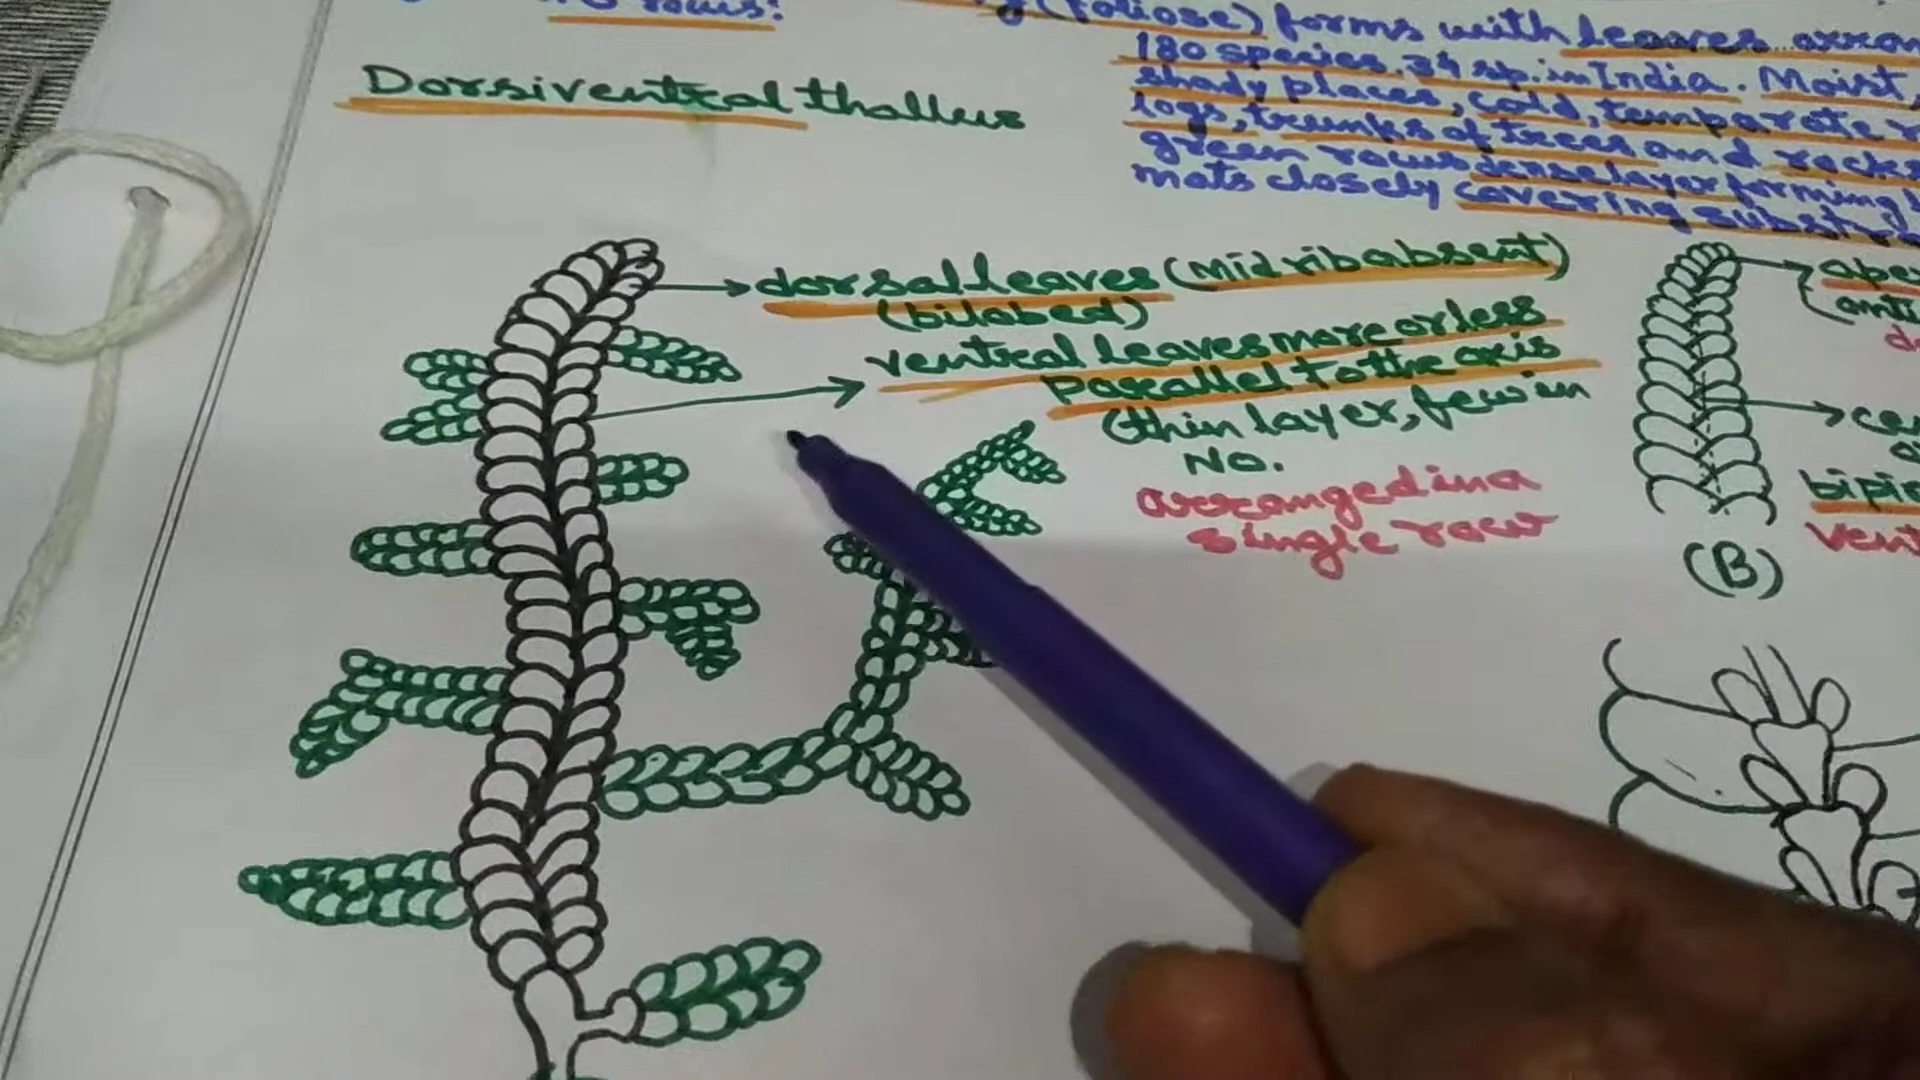 rows:
(foliose) forms with leaves
180 species. 34 sp. in India. Moist,
shady places, cold, temparate
logs, trunks of trees and rocks
green rows dense layer forming
mats closely covering
Dorsiventral thallus
dorsal leaves (midrib absent)
(bilobed)
ventral leaves more or less
parallel to the axis
(thin layer, few in
No.
arranged in a
single row
(B)